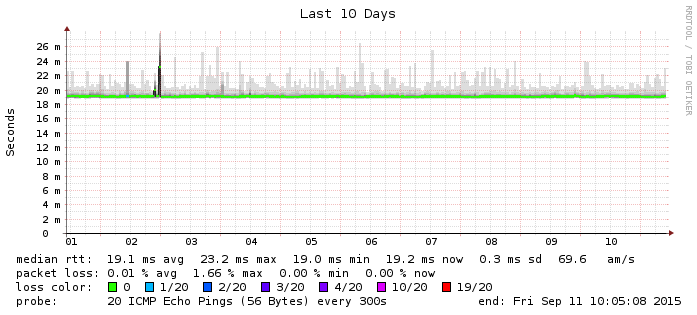 Last 10 Days
RRDTOOL / TOBI OETIKER
Seconds
26 m
24 m
22 m
20 m
18 m
16 m
14 m
12 m
10 m
8 m
6 m
4 m
2 m
0
01 02 03 04 05 06 07 08 09 10
median rtt: 19.1 ms avg 23.2 ms max 19.0 ms min 19.2 ms now 0.3 ms sd 69.6 am/s
packet loss: 0.01 % avg 1.66 % max 0.00 % min 0.00 % now
loss color: 0 1/20 2/20 3/20 4/20 10/20 19/20
probe: 20 ICMP Echo Pings (56 Bytes) every 300s end: Fri Sep 11 10:05:08 2015